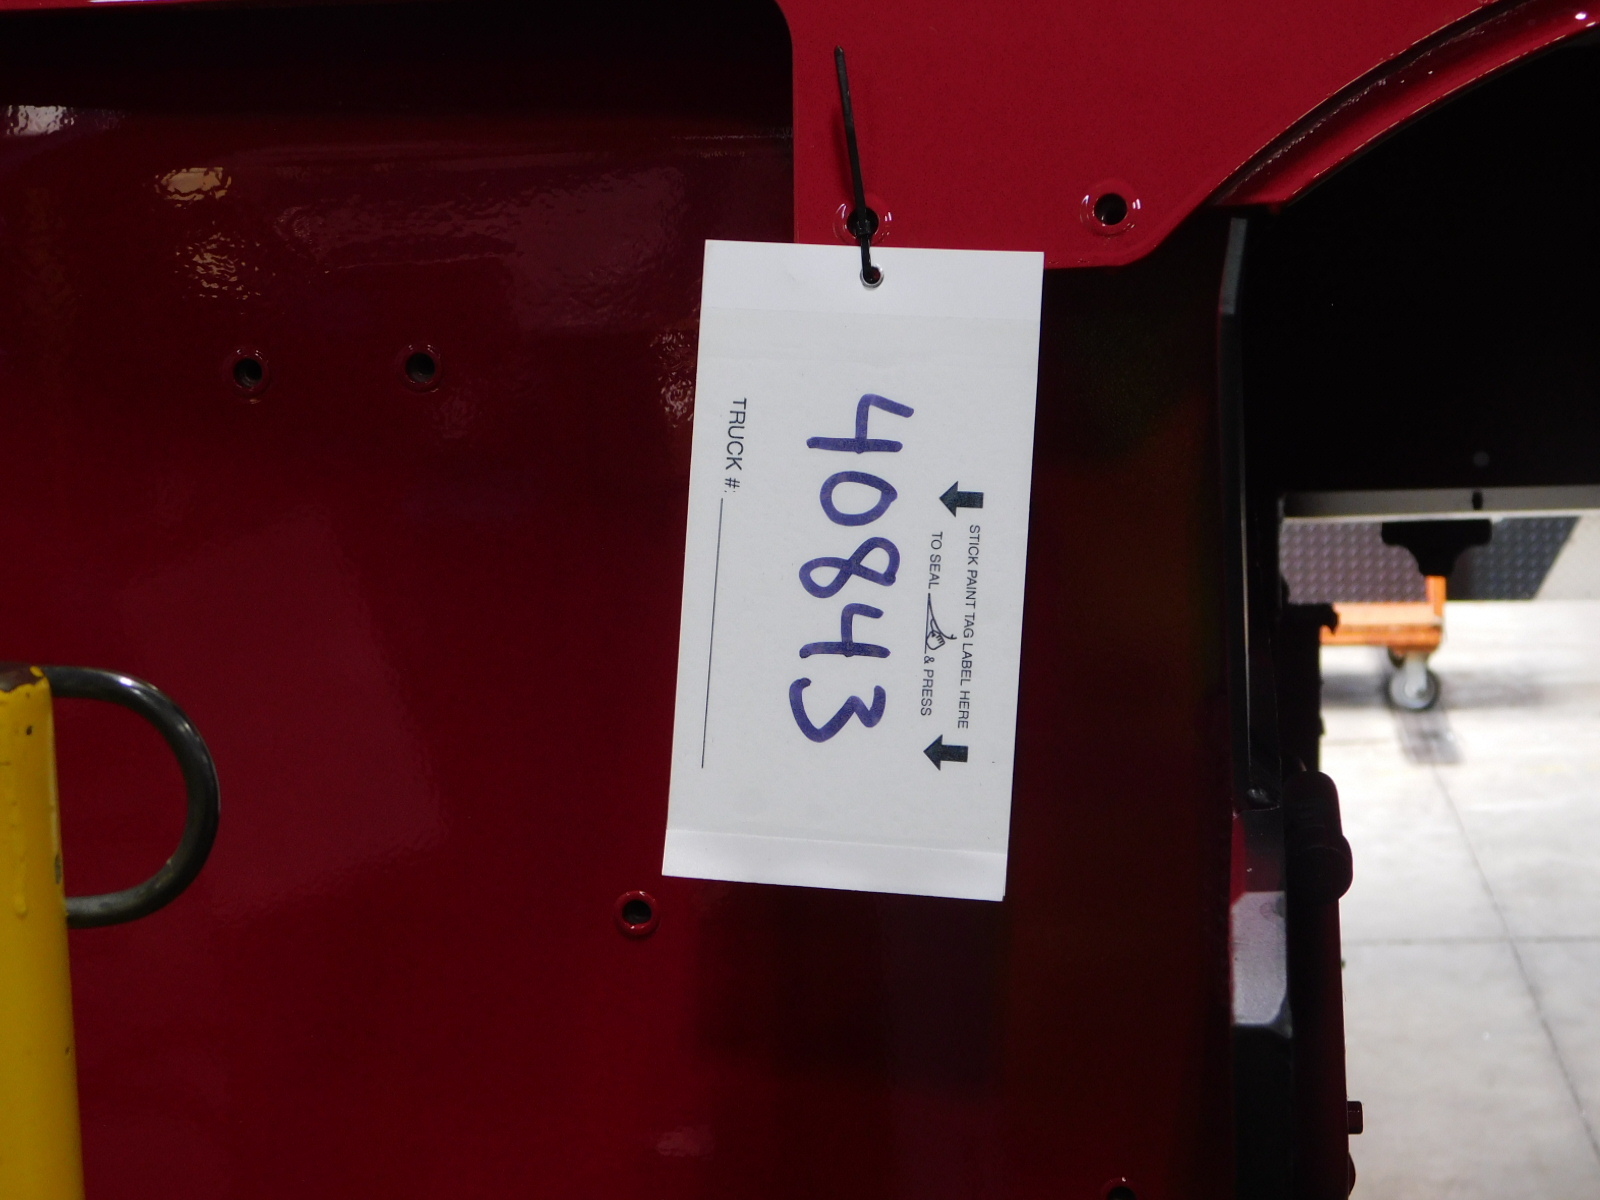 STICK PAINT TAG LABEL HERE
TO SEAL & PRESS
40843
TRUCK #: